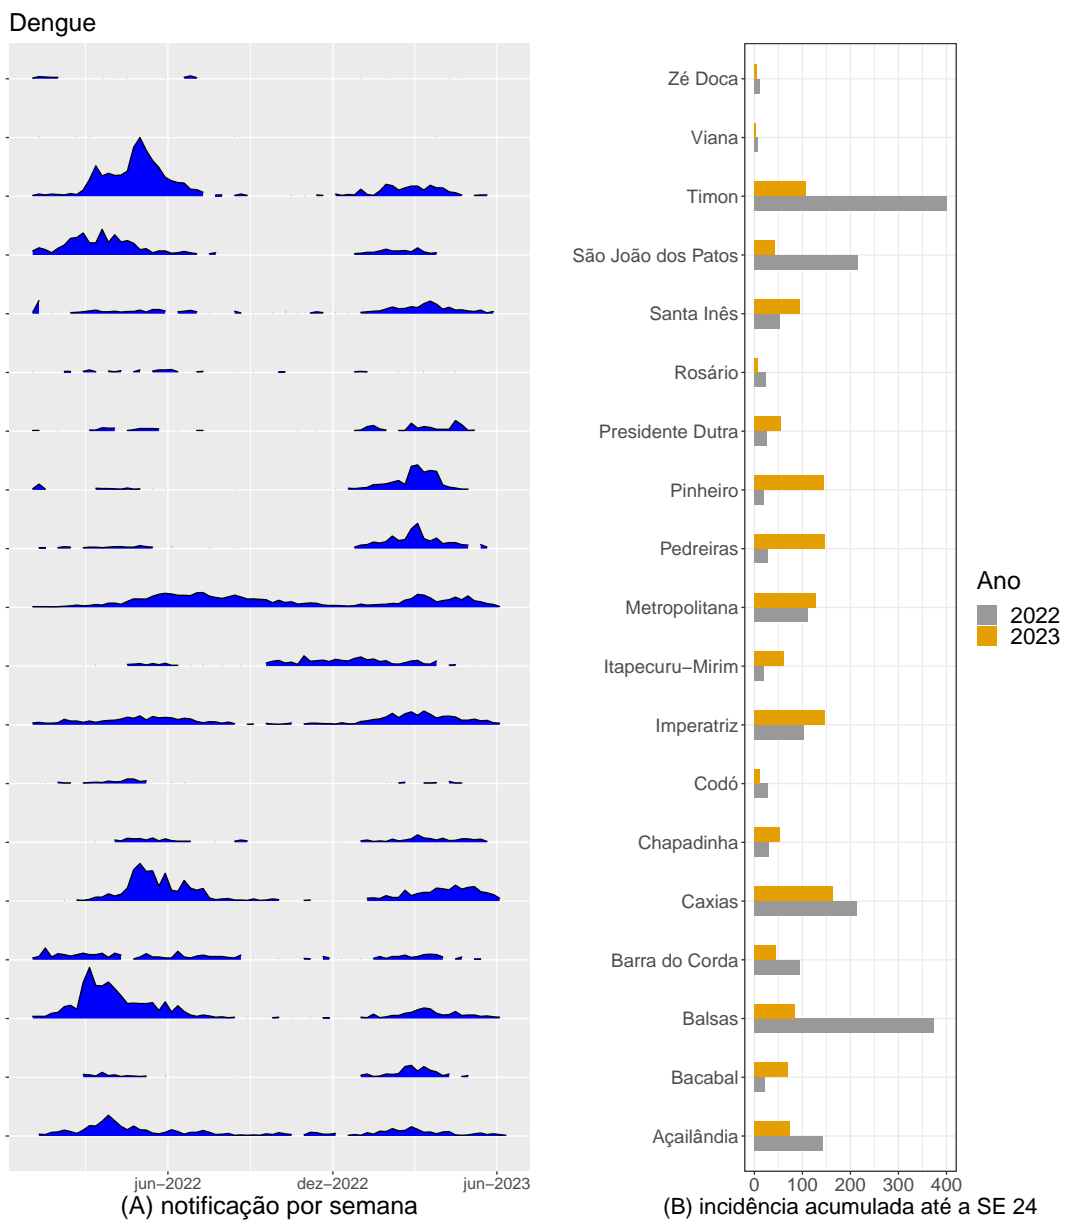 Dengue
Zé Doca
Viana
Timon
São João dos Patos
Santa Inês
Rosário
Presidente Dutra
Pinheiro
Pedreiras
Metropolitana
Itapecuru−Mirim
Imperatriz
Codó
Chapadinha
Caxias
Barra do Corda
Balsas
Bacabal
Açailândia
jun−2022 dez−2022 jun−2023
(A) notificação por semana
0 100 200 300 400
(B) incidência acumulada até a SE 24
Ano
2022
2023